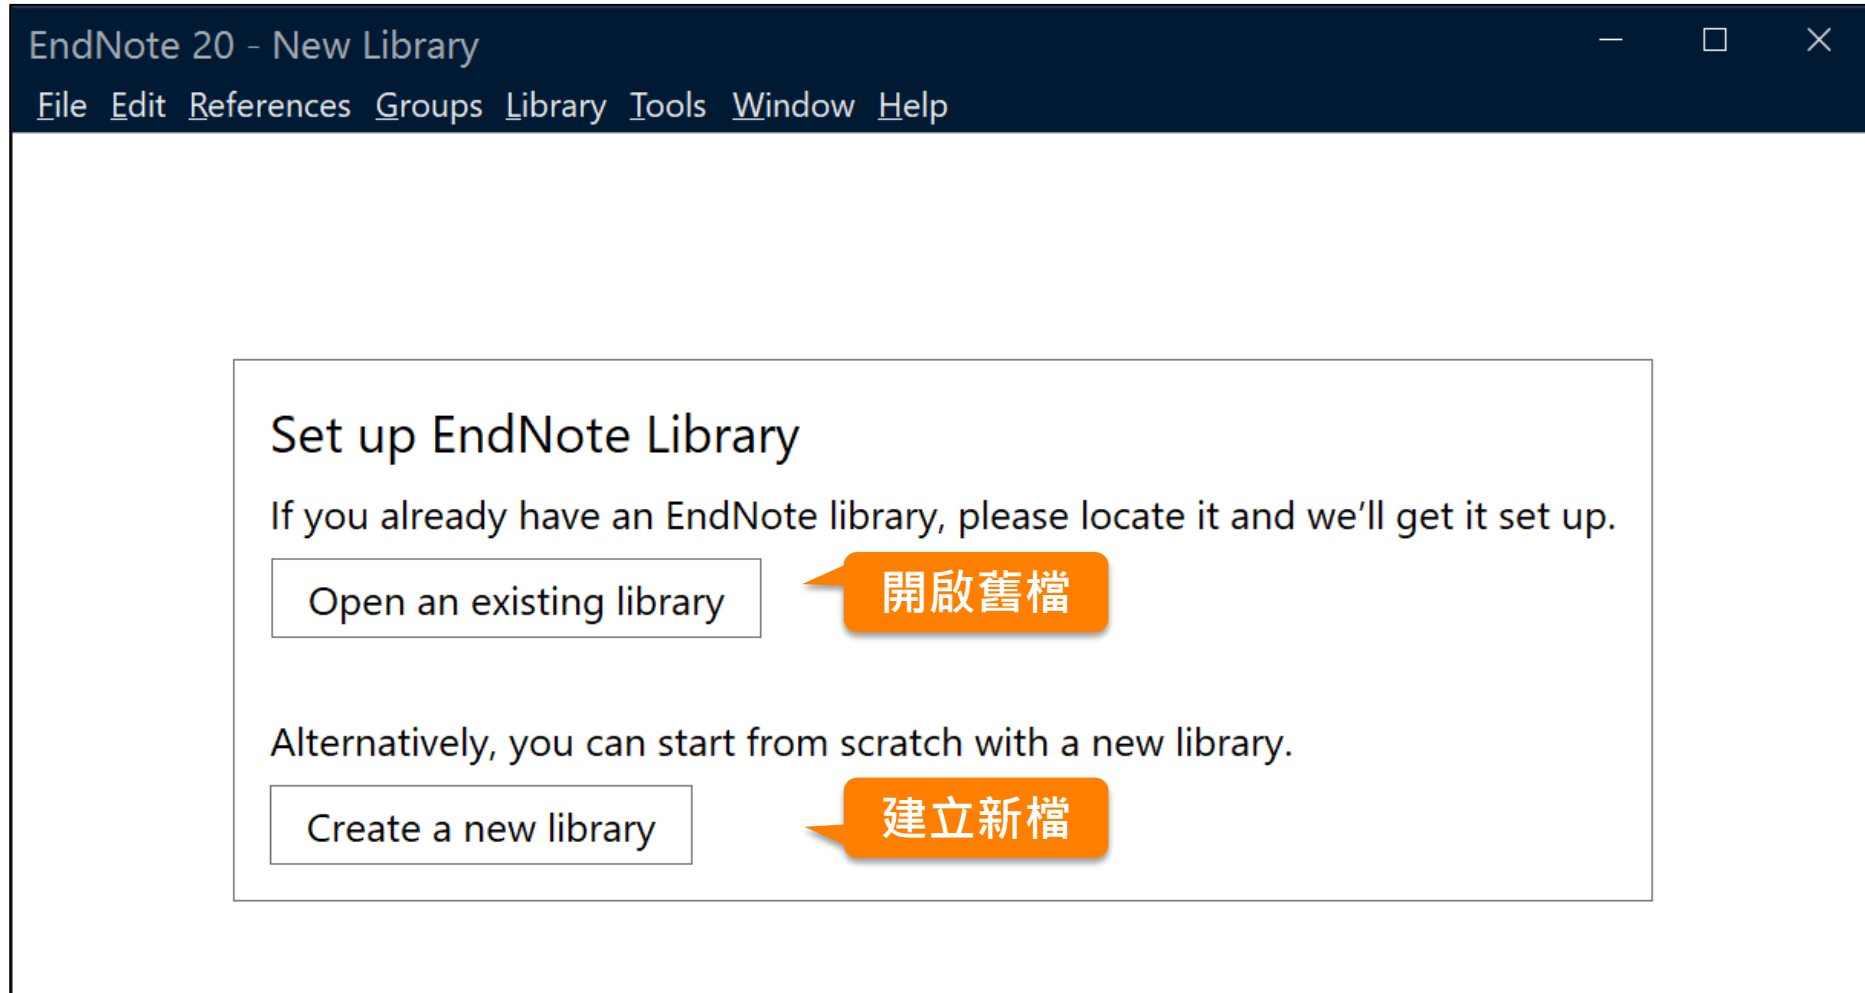 EndNote 20 - New Library
File Edit References Groups Library Tools Window Help
Set up EndNote Library
If you already have an EndNote library, please locate it and we’ll get it set up.
Open an existing library
開啟舊檔
Alternatively, you can start from scratch with a new library.
Create a new library
建立新檔